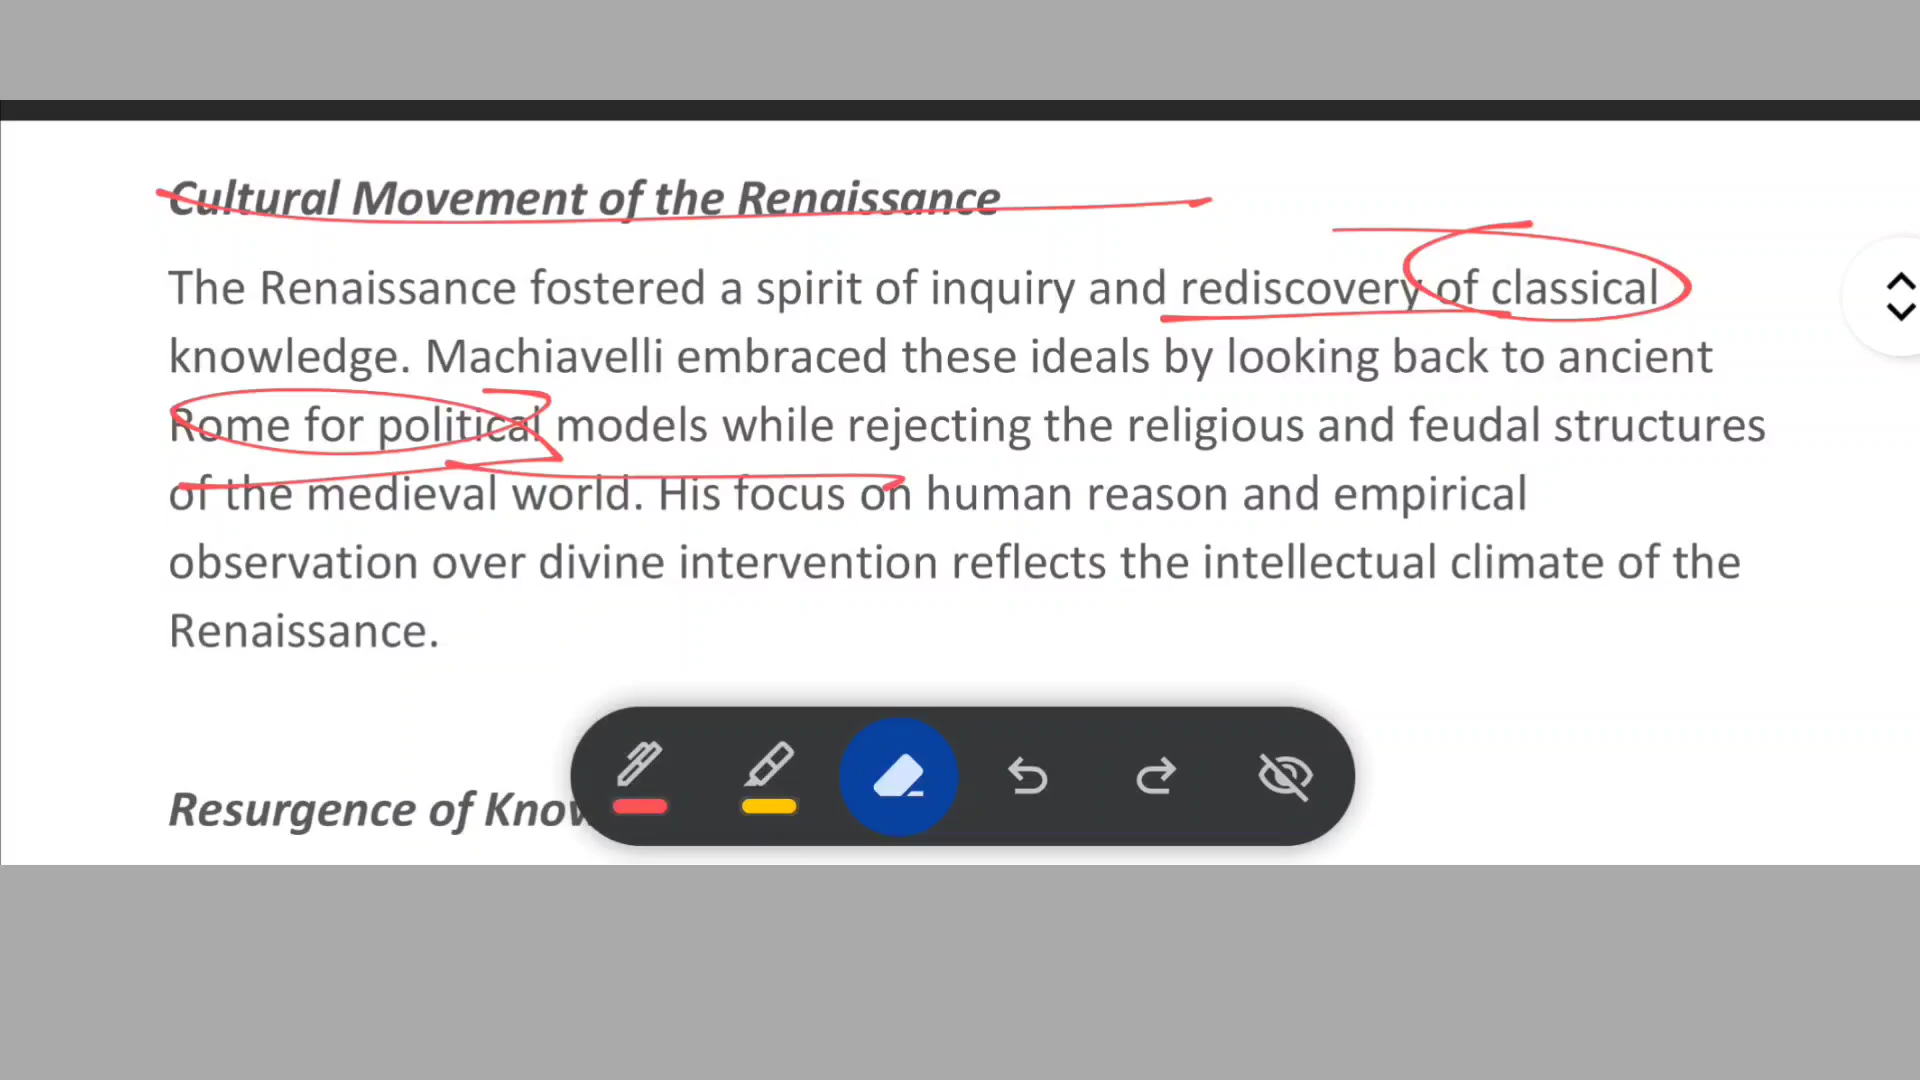 Cultural Movement of the Renaissance
The Renaissance fostered a spirit of inquiry and rediscovery of classical
knowledge. Machiavelli embraced these ideals by looking back to ancient
Rome for political models while rejecting the religious and feudal structures
of the medieval world. His focus on human reason and empirical
observation over divine intervention reflects the intellectual climate of the
Renaissance.
Resurgence of